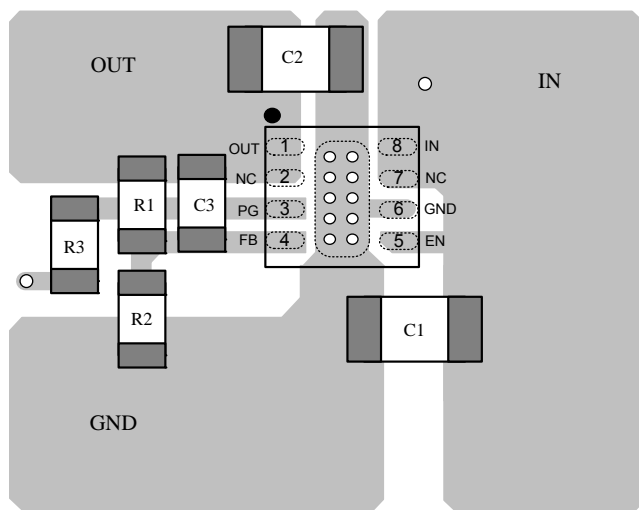 OUT
C2
IN
OUT 1 8 IN
NC 2 7 NC
R1 C3 PG 3 6 GND
R3
FB 4 5 EN
R2
C1
GND